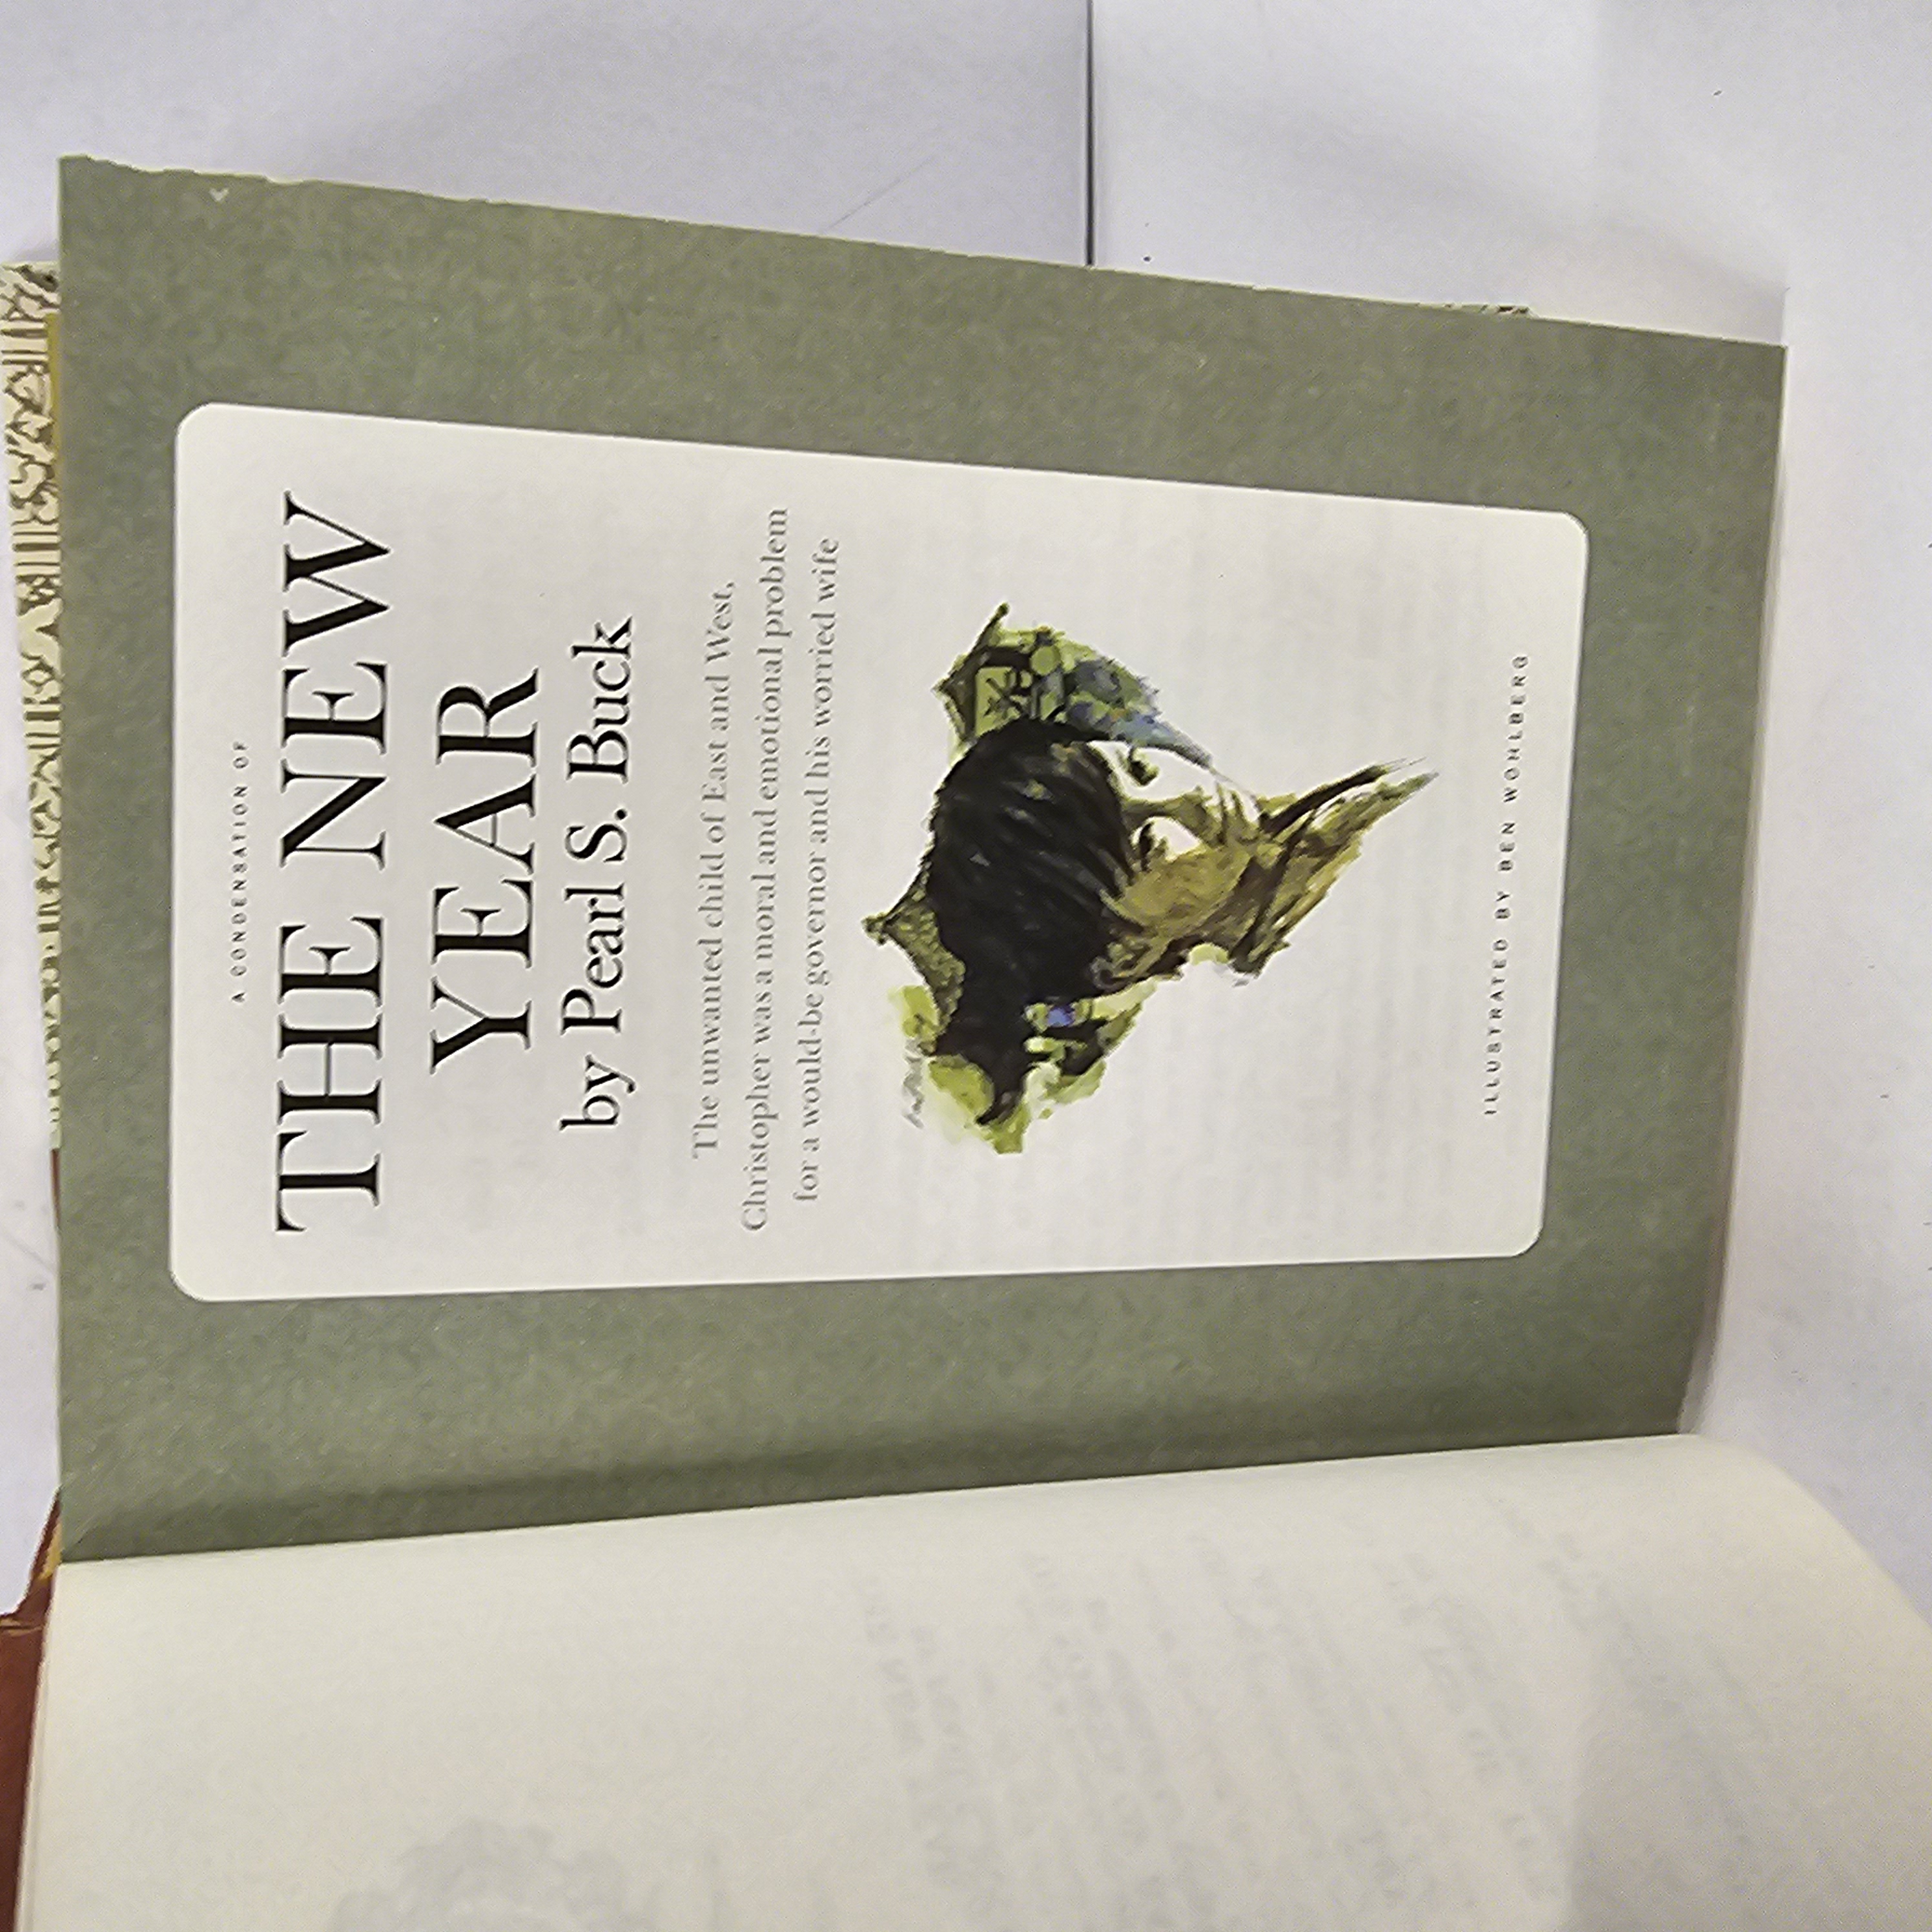 A CONDENSATION OF
THE NEW
YEAR
by Pearl S. Buck
The unwanted child of East and West,
Christopher was a moral and emotional problem
for a would-be governor and his worried wife
ILLUSTRATED BY BEN WOHLBERG